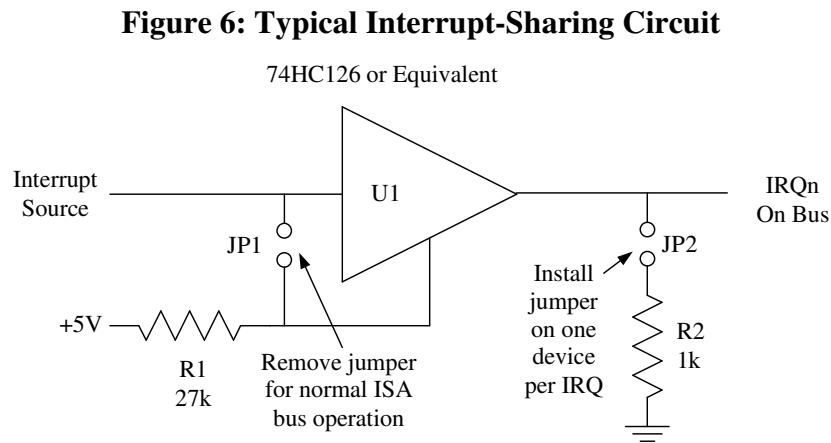 Figure 6: Typical Interrupt-Sharing Circuit
74HC126 or Equivalent
Interrupt
Source
U1
IRQn
On Bus
JP1
JP2
Install
jumper
on one
device
per IRQ
+5V
R1
27k
Remove jumper
for normal ISA
bus operation
R2
1k